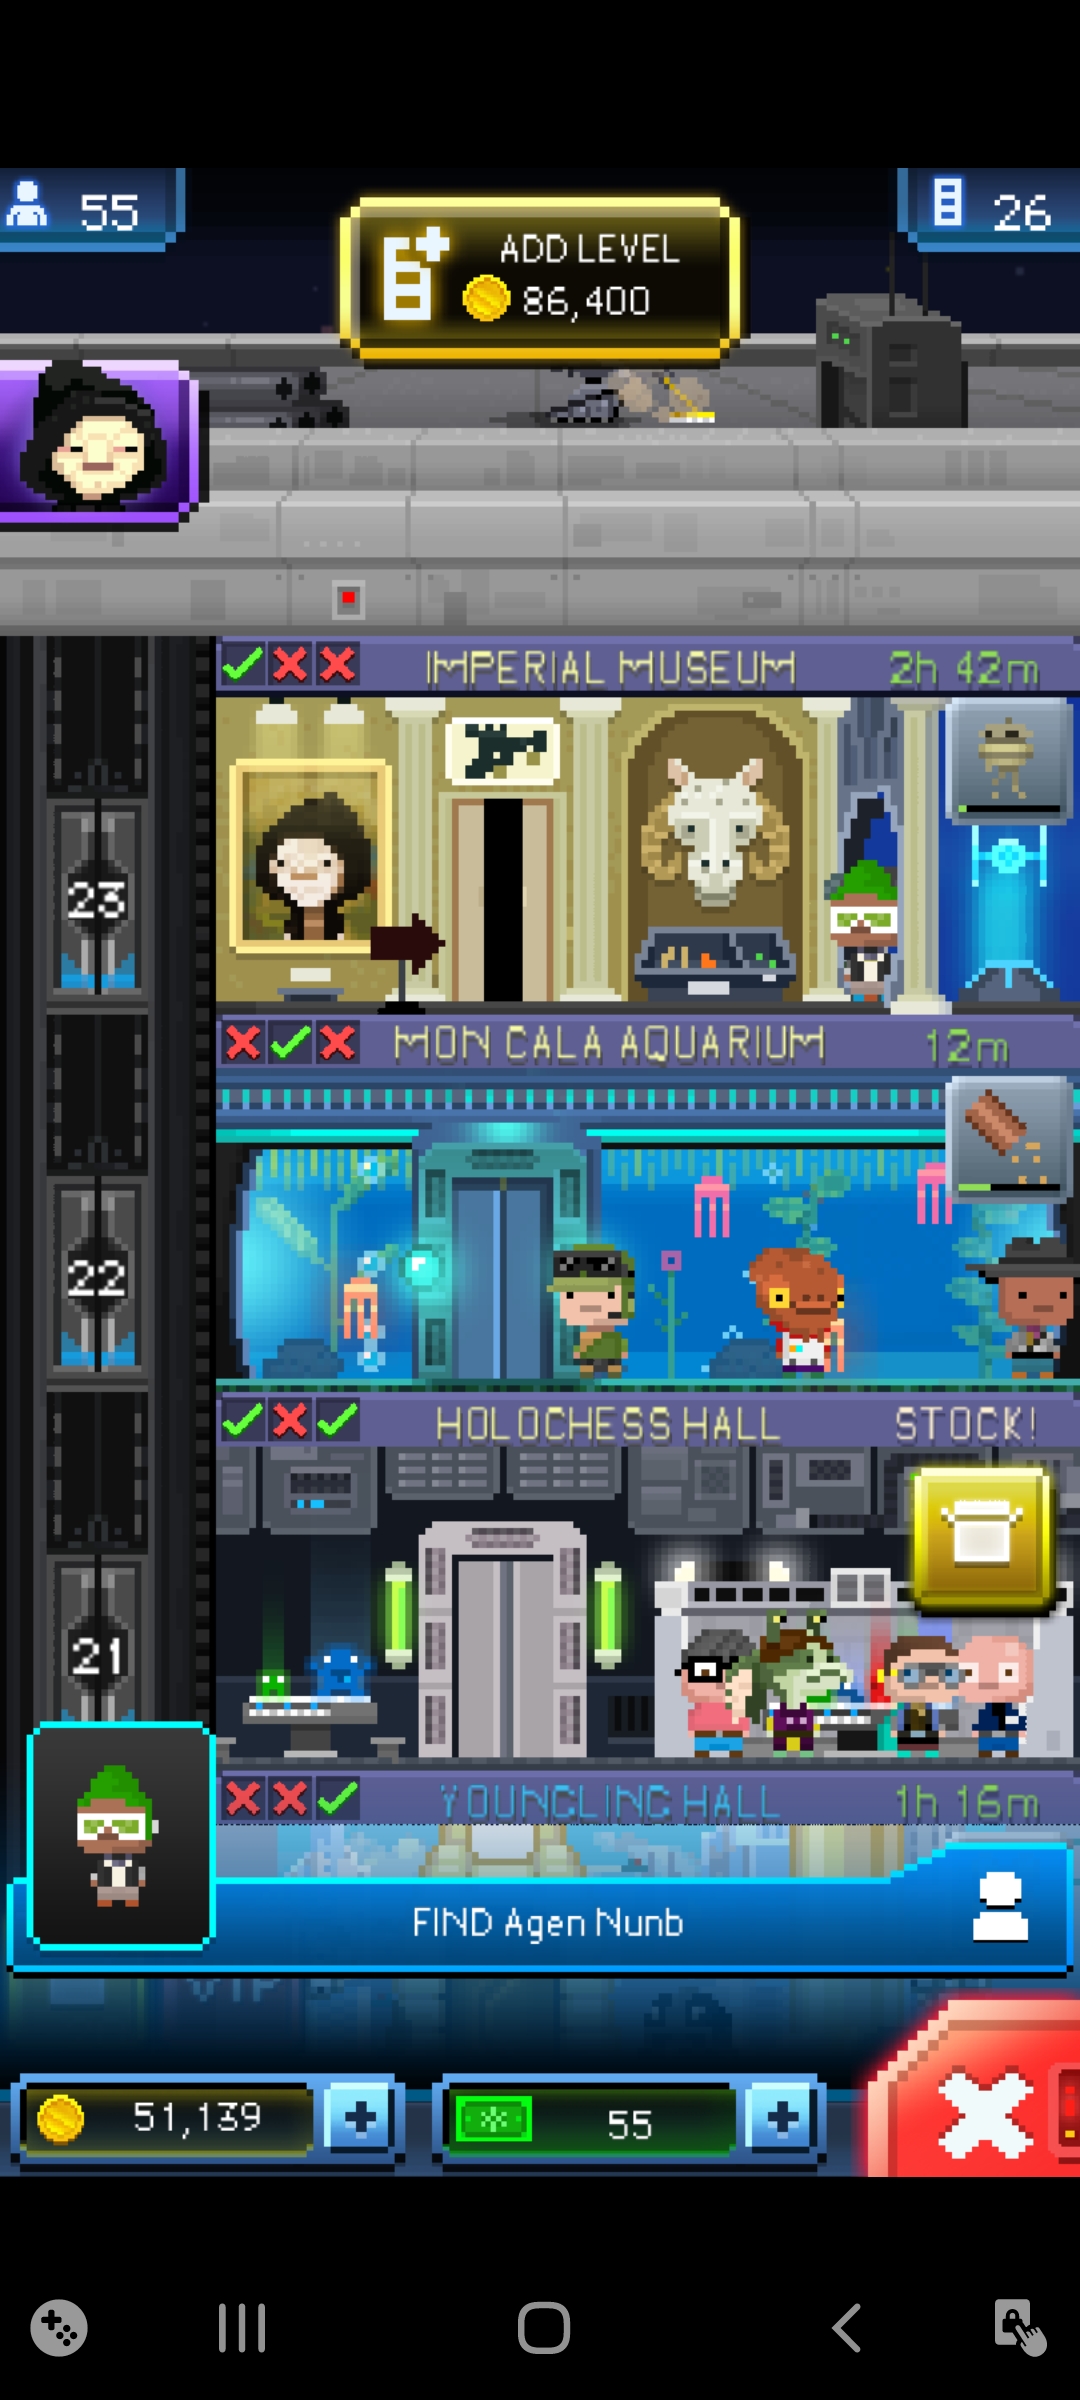 55
ADD LEVEL
86,400
26
IMPERIAL MUSEUM 2h 42m
23
MON CALA AQUARIUM 12m
22
HOLOCHESS HALL STOCK!
21
YOUNGLING HALL 1h 16m
FIND Agen Nunb
VIP
51,139
55